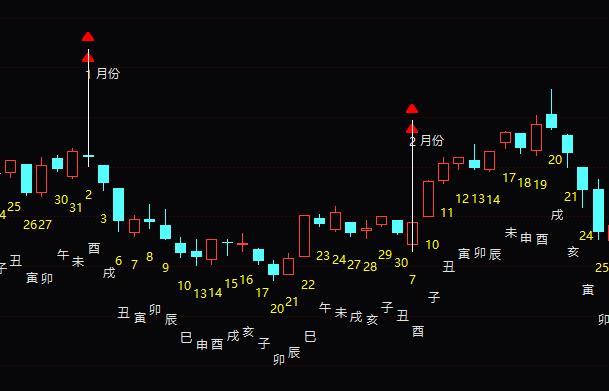 1 月份
2 月份
4
25
26
27
30
31
2
3
6
7
8
9
10
13
14
15
16
17
20
21
22
23
24
27
28
29
30
7
10
11
12
13
14
17
18
19
20
21
24
25
子
丑
寅
卯
午
未
酉
戌
丑
寅
卯
辰
巳
申
酉
戌
亥
子
卯
辰
巳
午
未
戌
亥
子
丑
酉
子
丑
寅
卯
辰
未
申
酉
戌
亥
寅
卯